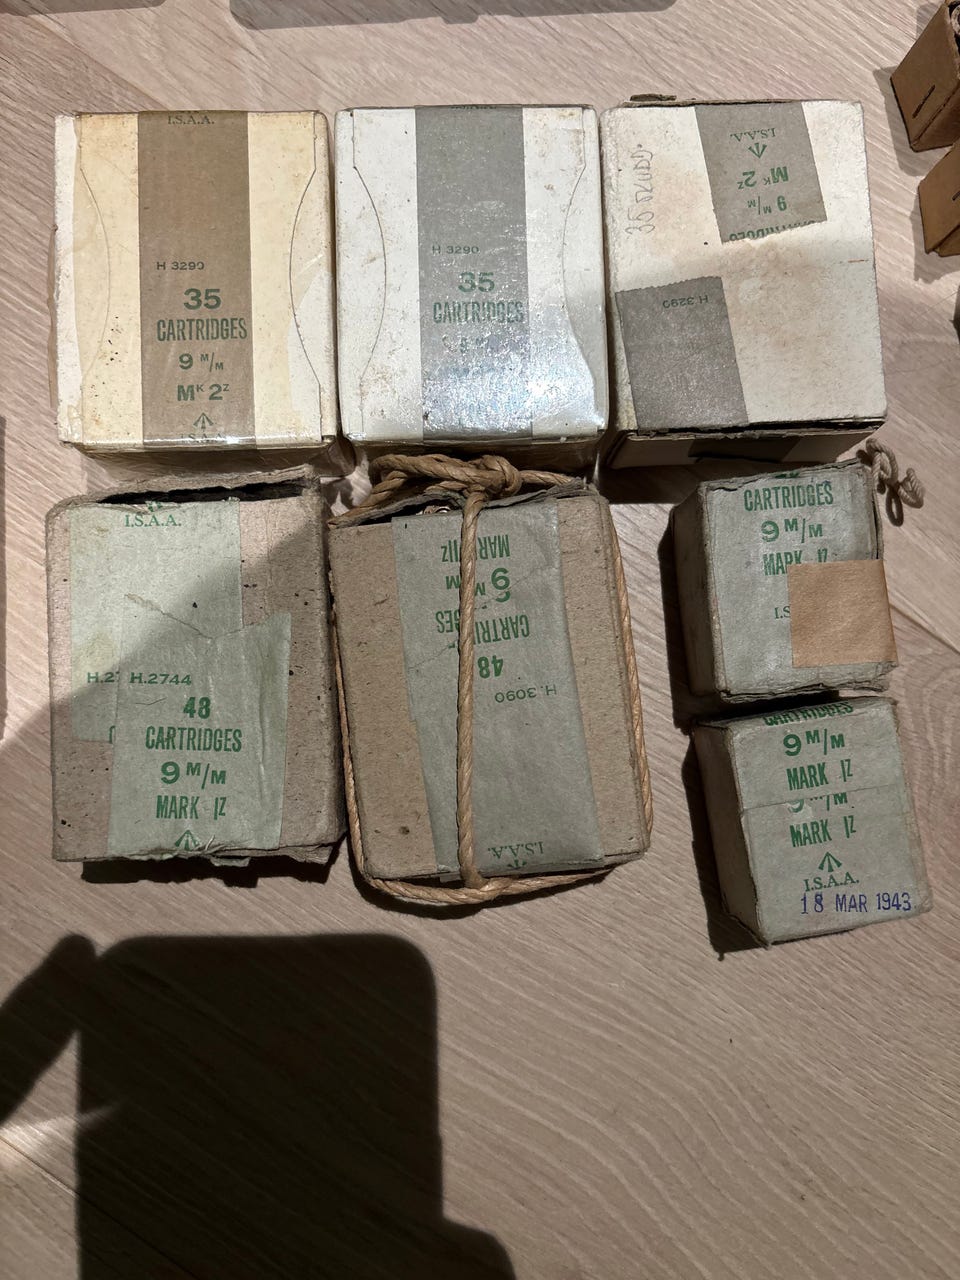 I.S.A.A.
H 3290
35
CARTRIDGES
9 M/M
MK 2Z
I.S.A
H 3290
35
CARTRIDGES
I.S.A.A.
MK 2Z
9 M/M
H 3290
I.S.A.A.
H.2744
48
CARTRIDGES
9 M/M
MARK IZ
MARK IZ
9 M/M
CARTRIDGES
48
H.3090
I.S.A.A.
CARTRIDGES
9 M/M
MARK IZ
I.S
CARTRIDGES
9 M/M
MARK IZ
9 M/M
MARK IZ
I.S.A.A.
18 MAR 1943